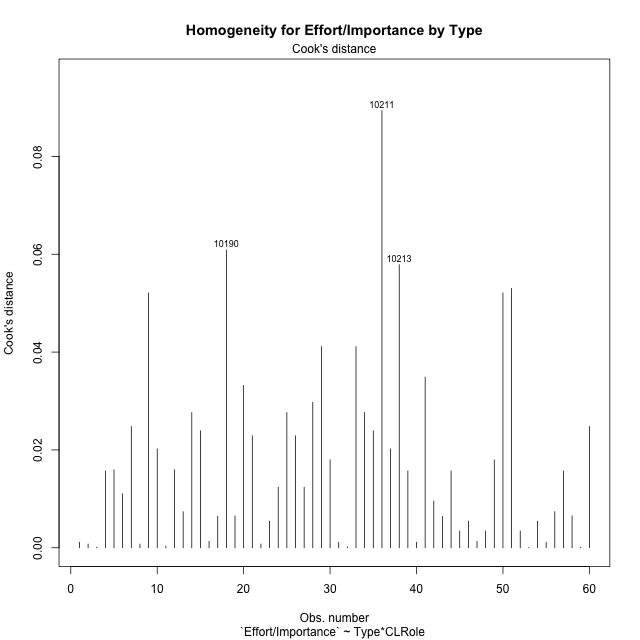 Homogeneity for Effort/Importance by Type
Cook's distance
10211
10190
10213
Cook's distance
0.08
0.06
0.04
0.02
0.00
0 10 20 30 40 50 60
Obs. number
`Effort/Importance` ~ Type*CLRole